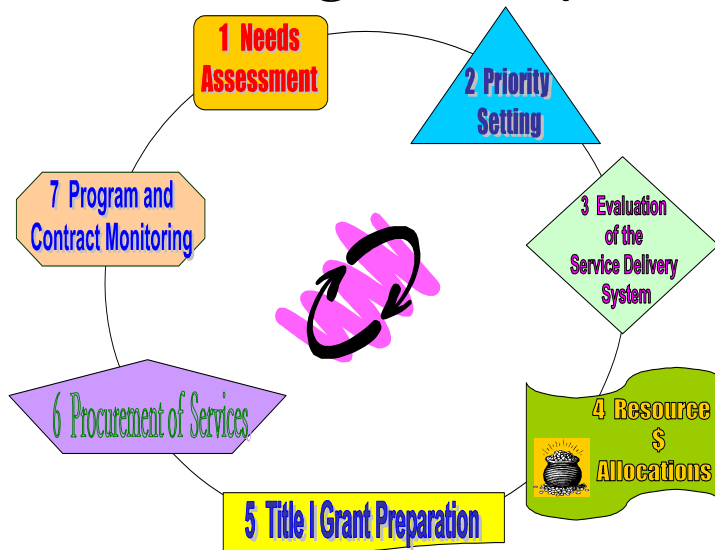 1 Needs
Assessment
2 Priority
Setting
3 Evaluation
of the
Service Delivery
System
4 Resource
$
Allocations
5 Title I Grant Preparation
6 Procurement of Services
7 Program and
Contract Monitoring